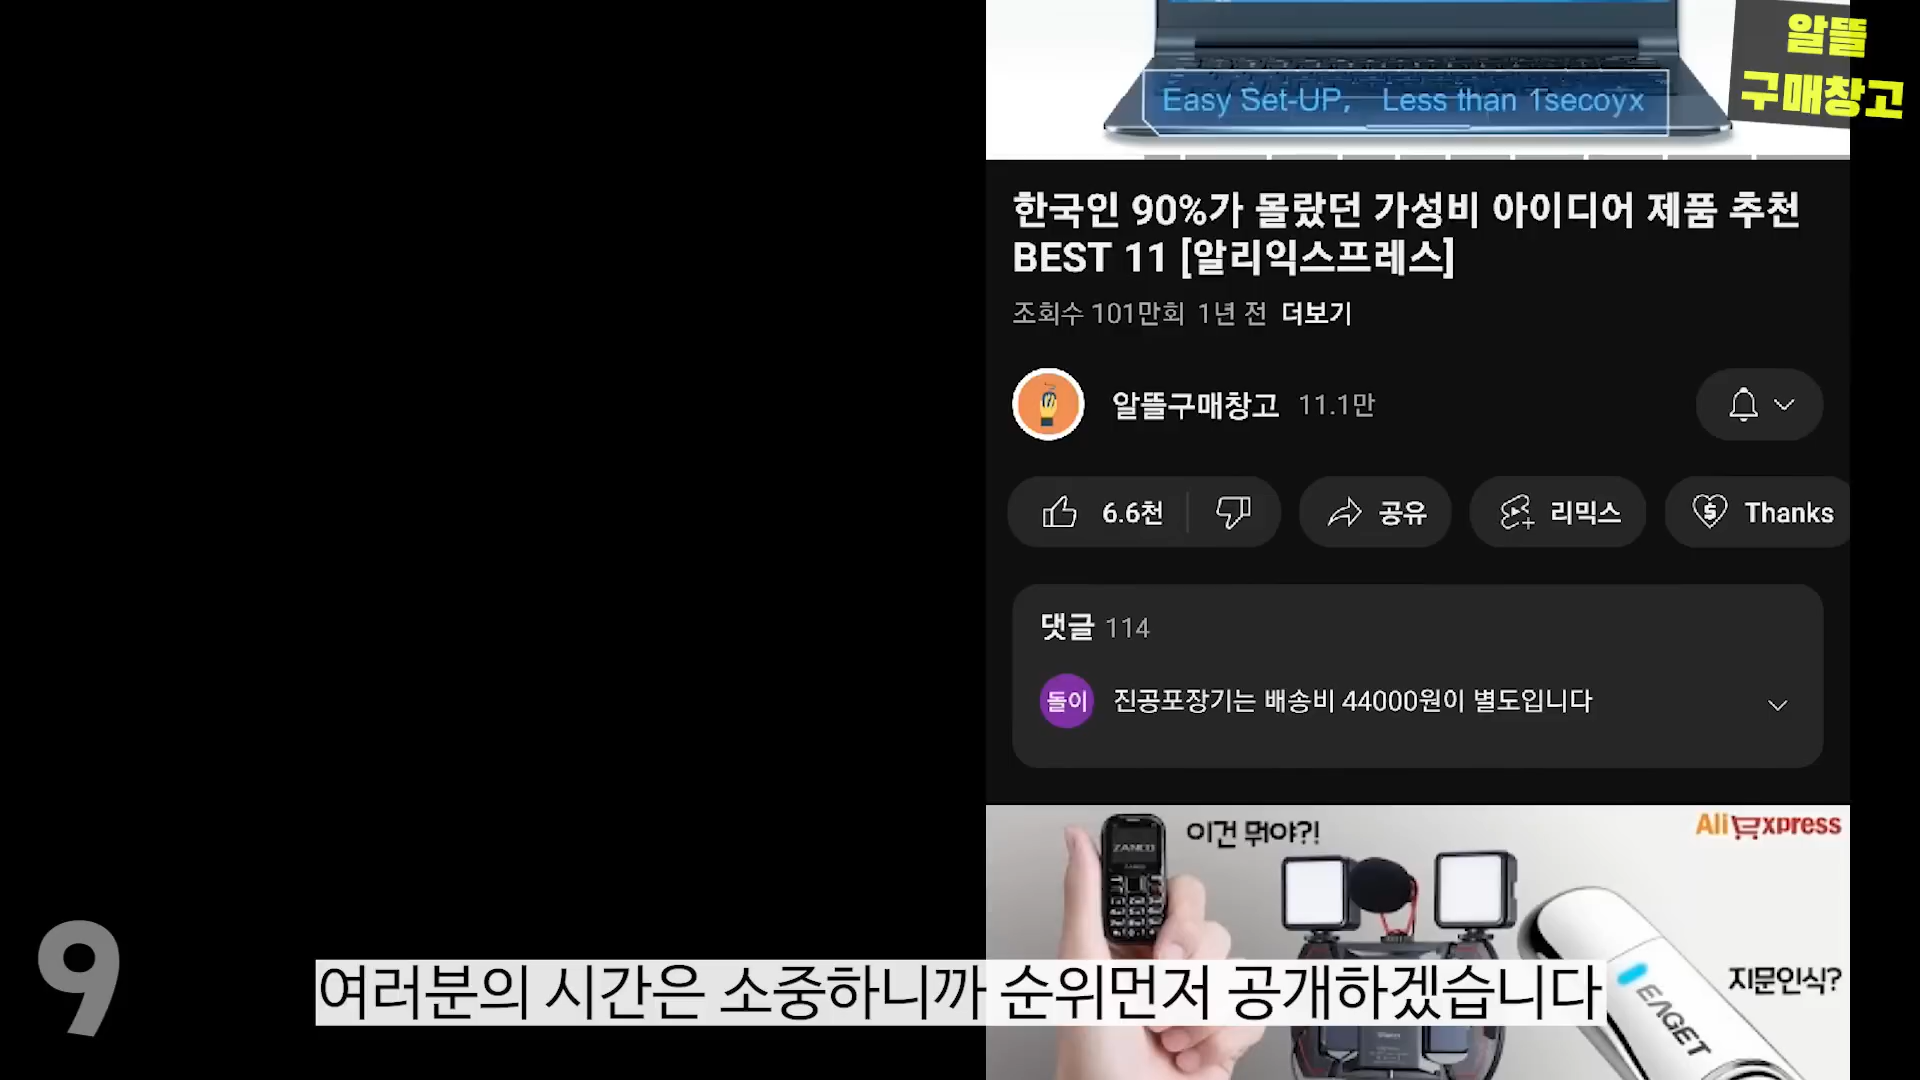 Easy Set-UP, Less than 1secoyx
알뜰
구매창고
한국인 90%가 몰랐던 가성비 아이디어 제품 추천
BEST 11 [알리익스프레스]
조회수 101만회 1년 전 더보기
알뜰구매창고 11.1만
6.6천 공유 리믹스 Thanks
댓글 114
돌이 진공포장기는 배송비 44000원이 별도입니다
이건 뭐야?!
AliExpress
ZANCO
지문인식?
EAGET
9
여러분의 시간은 소중하니까 순위먼저 공개하겠습니다